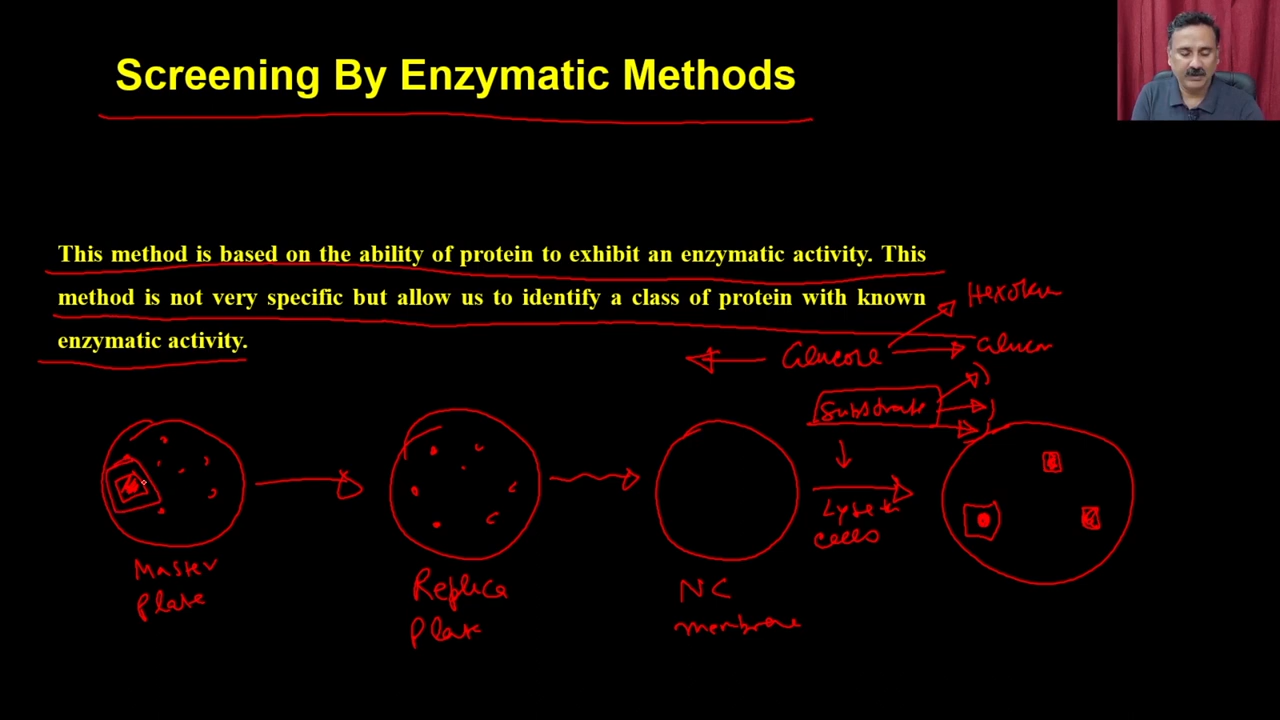 Screening By Enzymatic Methods
This method is based on the ability of protein to exhibit an enzymatic activity. This
method is not very specific but allow us to identify a class of protein with known
enzymatic activity.
Glucose
Substrate
Lyse
cells
Master
Plate
Replica
Plate
NC
membrane